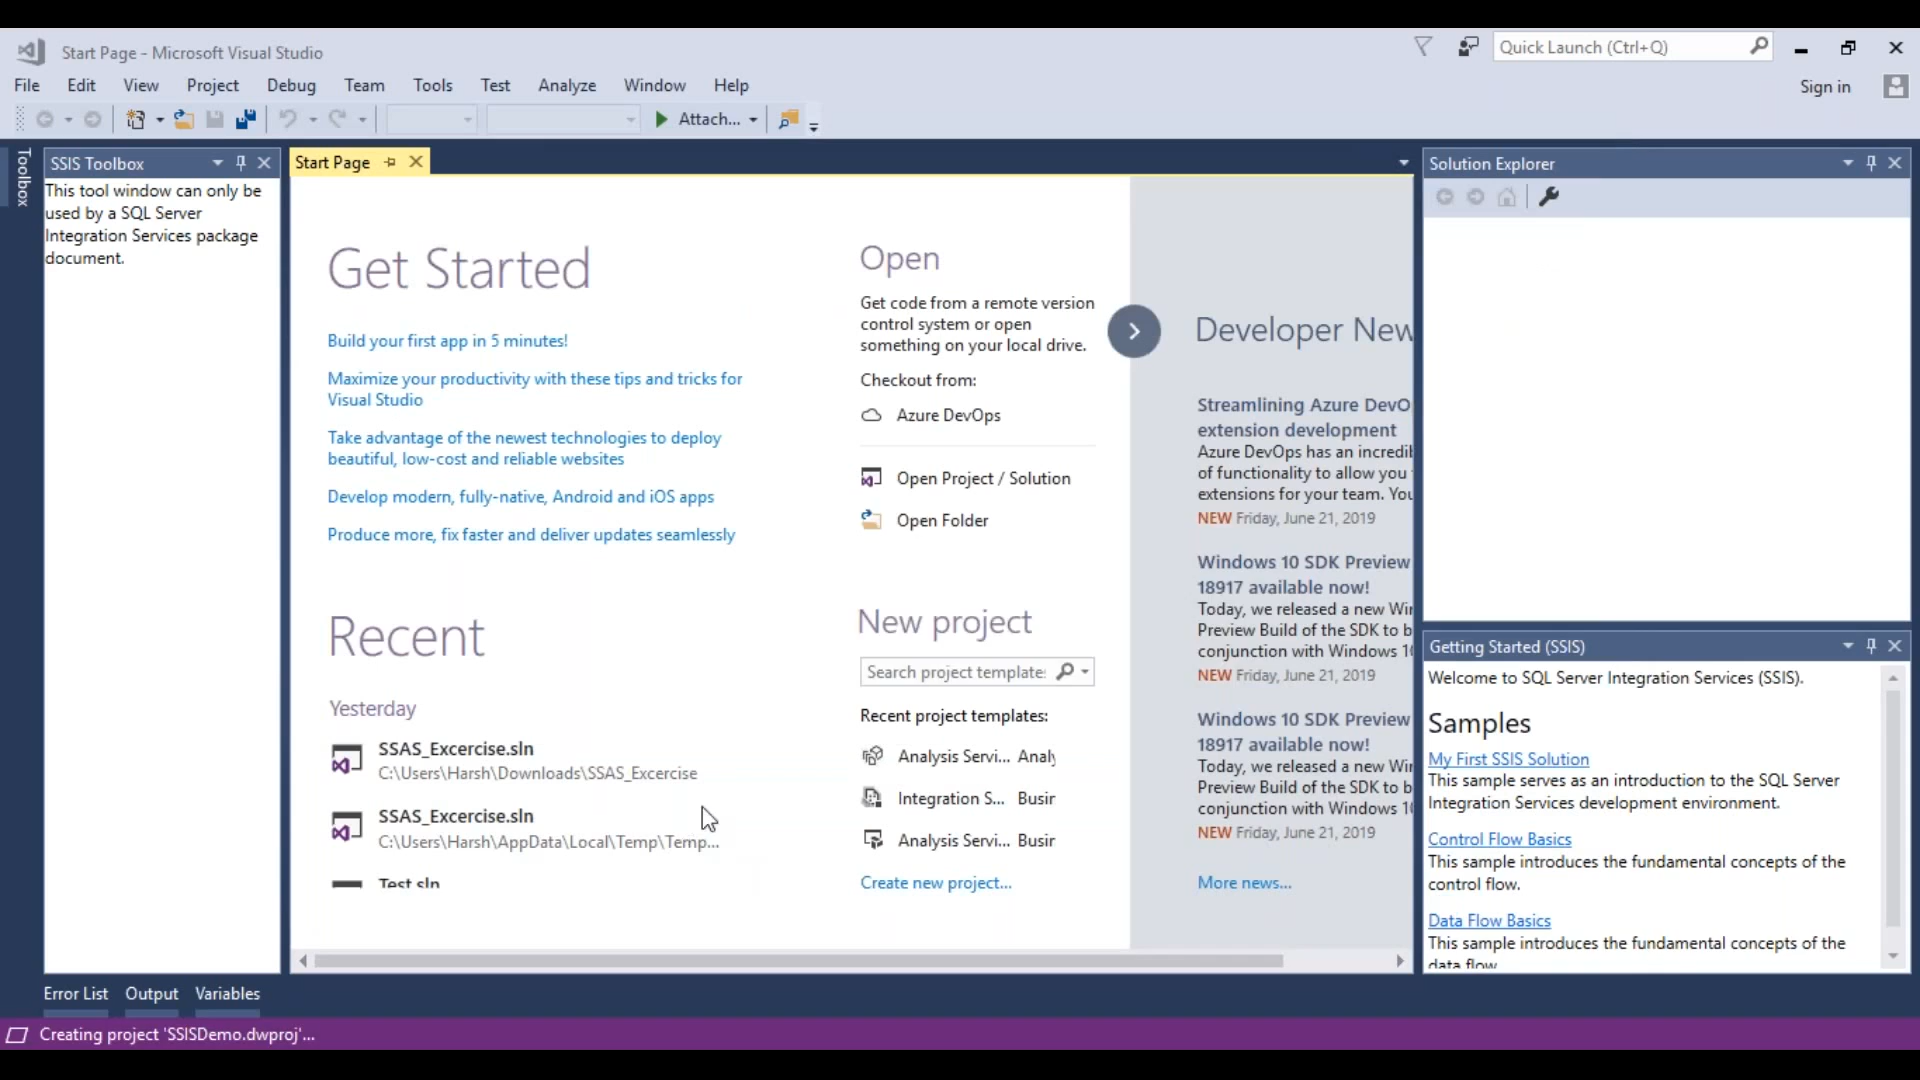 Start Page - Microsoft Visual Studio
Quick Launch (Ctrl+Q)
File Edit View Project Debug Team Tools Test Analyze Window Help
Sign in
Attach...
Toolbox
SSIS Toolbox
This tool window can only be
used by a SQL Server
Integration Services package
document.
Start Page
Get Started
Build your first app in 5 minutes!
Maximize your productivity with these tips and tricks for
Visual Studio
Take advantage of the newest technologies to deploy
beautiful, low-cost and reliable websites
Develop modern, fully-native, Android and iOS apps
Produce more, fix faster and deliver updates seamlessly
Recent
Yesterday
SSAS_Excercise.sln
C:\Users\Harsh\Downloads\SSAS_Excercise
SSAS_Excercise.sln
C:\Users\Harsh\AppData\Local\Temp\Temp...
Test.sln
Open
Get code from a remote version
control system or open
something on your local drive.
Checkout from:
Azure DevOps
Open Project / Solution
Open Folder
New project
Search project template
Recent project templates:
Analysis Servi... Analy
Integration S... Busir
Analysis Servi... Busir
Create new project...
Developer New
Streamlining Azure DevO
extension development
Azure DevOps has an incredib
of functionality to allow you
extensions for your team. You
NEW Friday, June 21, 2019
Windows 10 SDK Preview
18917 available now!
Today, we released a new Wir
Preview Build of the SDK to b
conjunction with Windows 10
NEW Friday, June 21, 2019
Windows 10 SDK Preview
18917 available now!
Today, we released a new Wir
Preview Build of the SDK to b
conjunction with Windows 10
NEW Friday, June 21, 2019
More news...
Solution Explorer
Getting Started (SSIS)
Welcome to SQL Server Integration Services (SSIS).
Samples
My First SSIS Solution
This sample serves as an introduction to the SQL Server
Integration Services development environment.
Control Flow Basics
This sample introduces the fundamental concepts of the
control flow.
Data Flow Basics
This sample introduces the fundamental concepts of the
data flow
Error List Output Variables
Creating project 'SSISDemo.dwproj'...